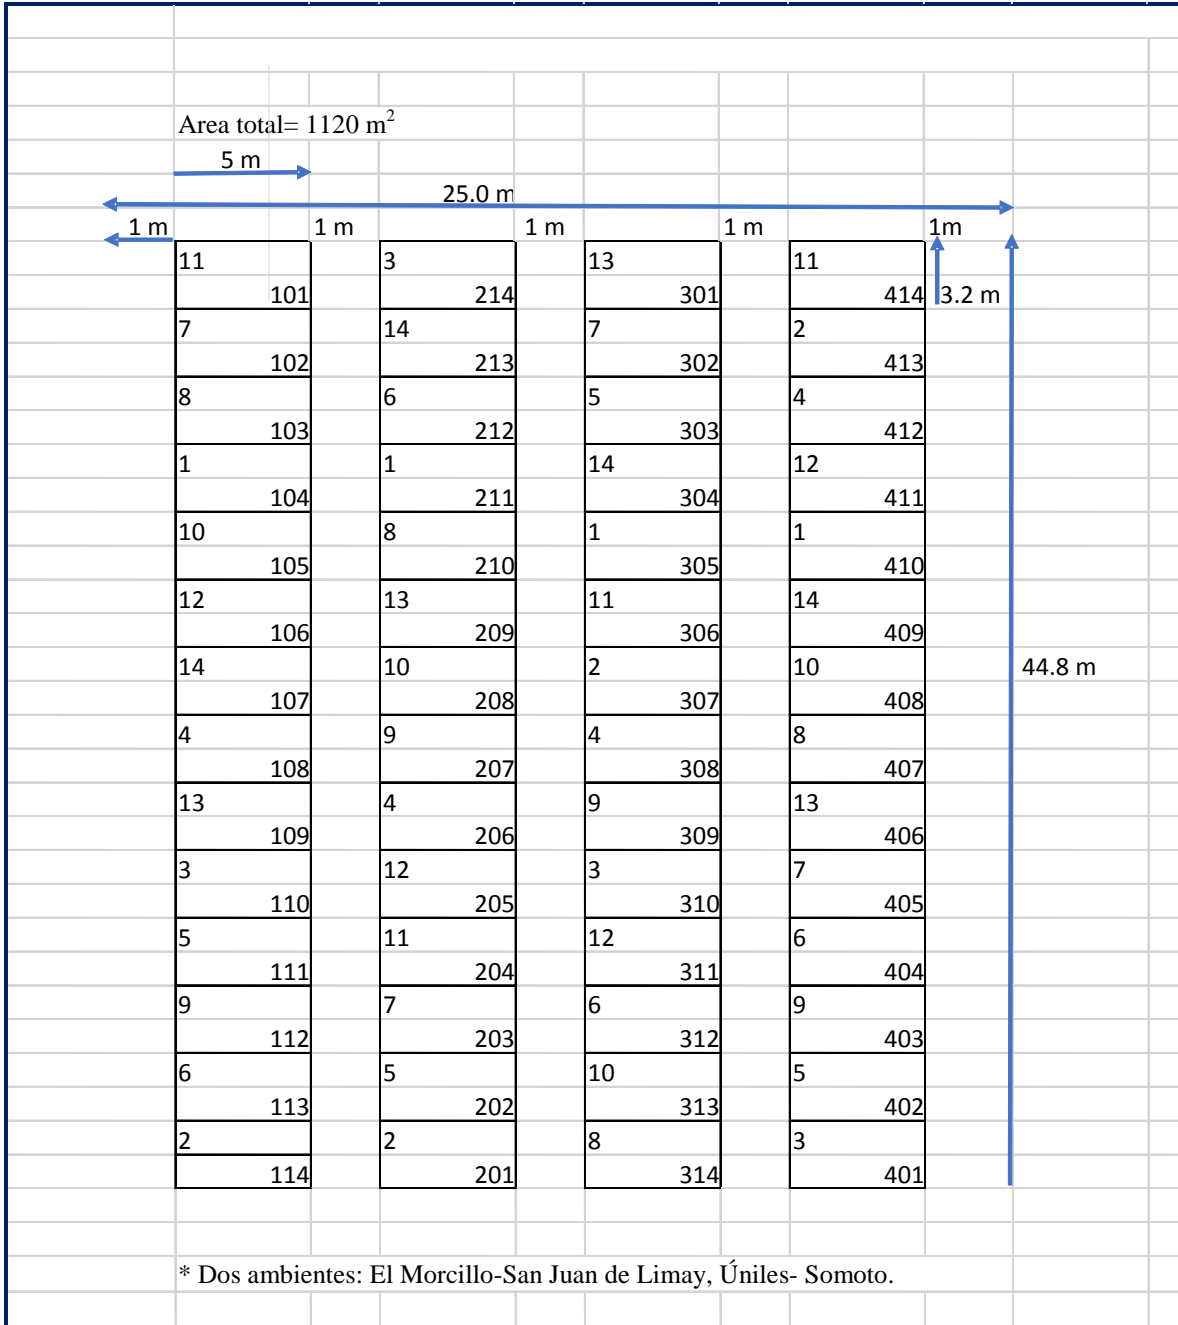 Area total= 1120 m²
5 m
25.0 m
1 m 1 m 1 m 1 m 1m
11 3 13 11
101 214 301 414 3.2 m
7 14 7 2
102 213 302 413
8 6 5 4
103 212 303 412
1 1 14 12
104 211 304 411
10 8 1 1
105 210 305 410
12 13 11 14
106 209 306 409
14 10 2 10 44.8 m
107 208 307 408
4 9 4 8
108 207 308 407
13 4 9 13
109 206 309 406
3 12 3 7
110 205 310 405
5 11 12 6
111 204 311 404
9 7 6 9
112 203 312 403
6 5 10 5
113 202 313 402
2 2 8 3
114 201 314 401
* Dos ambientes: El Morcillo-San Juan de Limay, Úniles- Somoto.